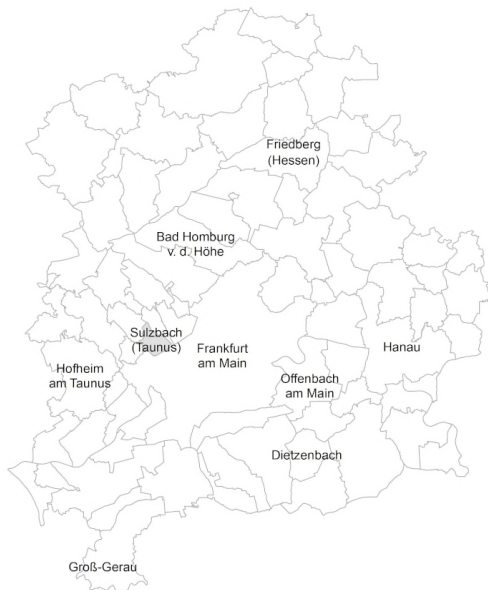 Friedberg
(Hessen)
Bad Homburg
v. d. Höhe
Sulzbach
(Taunus)
Frankfurt
am Main
Hanau
Hofheim
am Taunus
Offenbach
am Main
Dietzenbach
Groß-Gerau